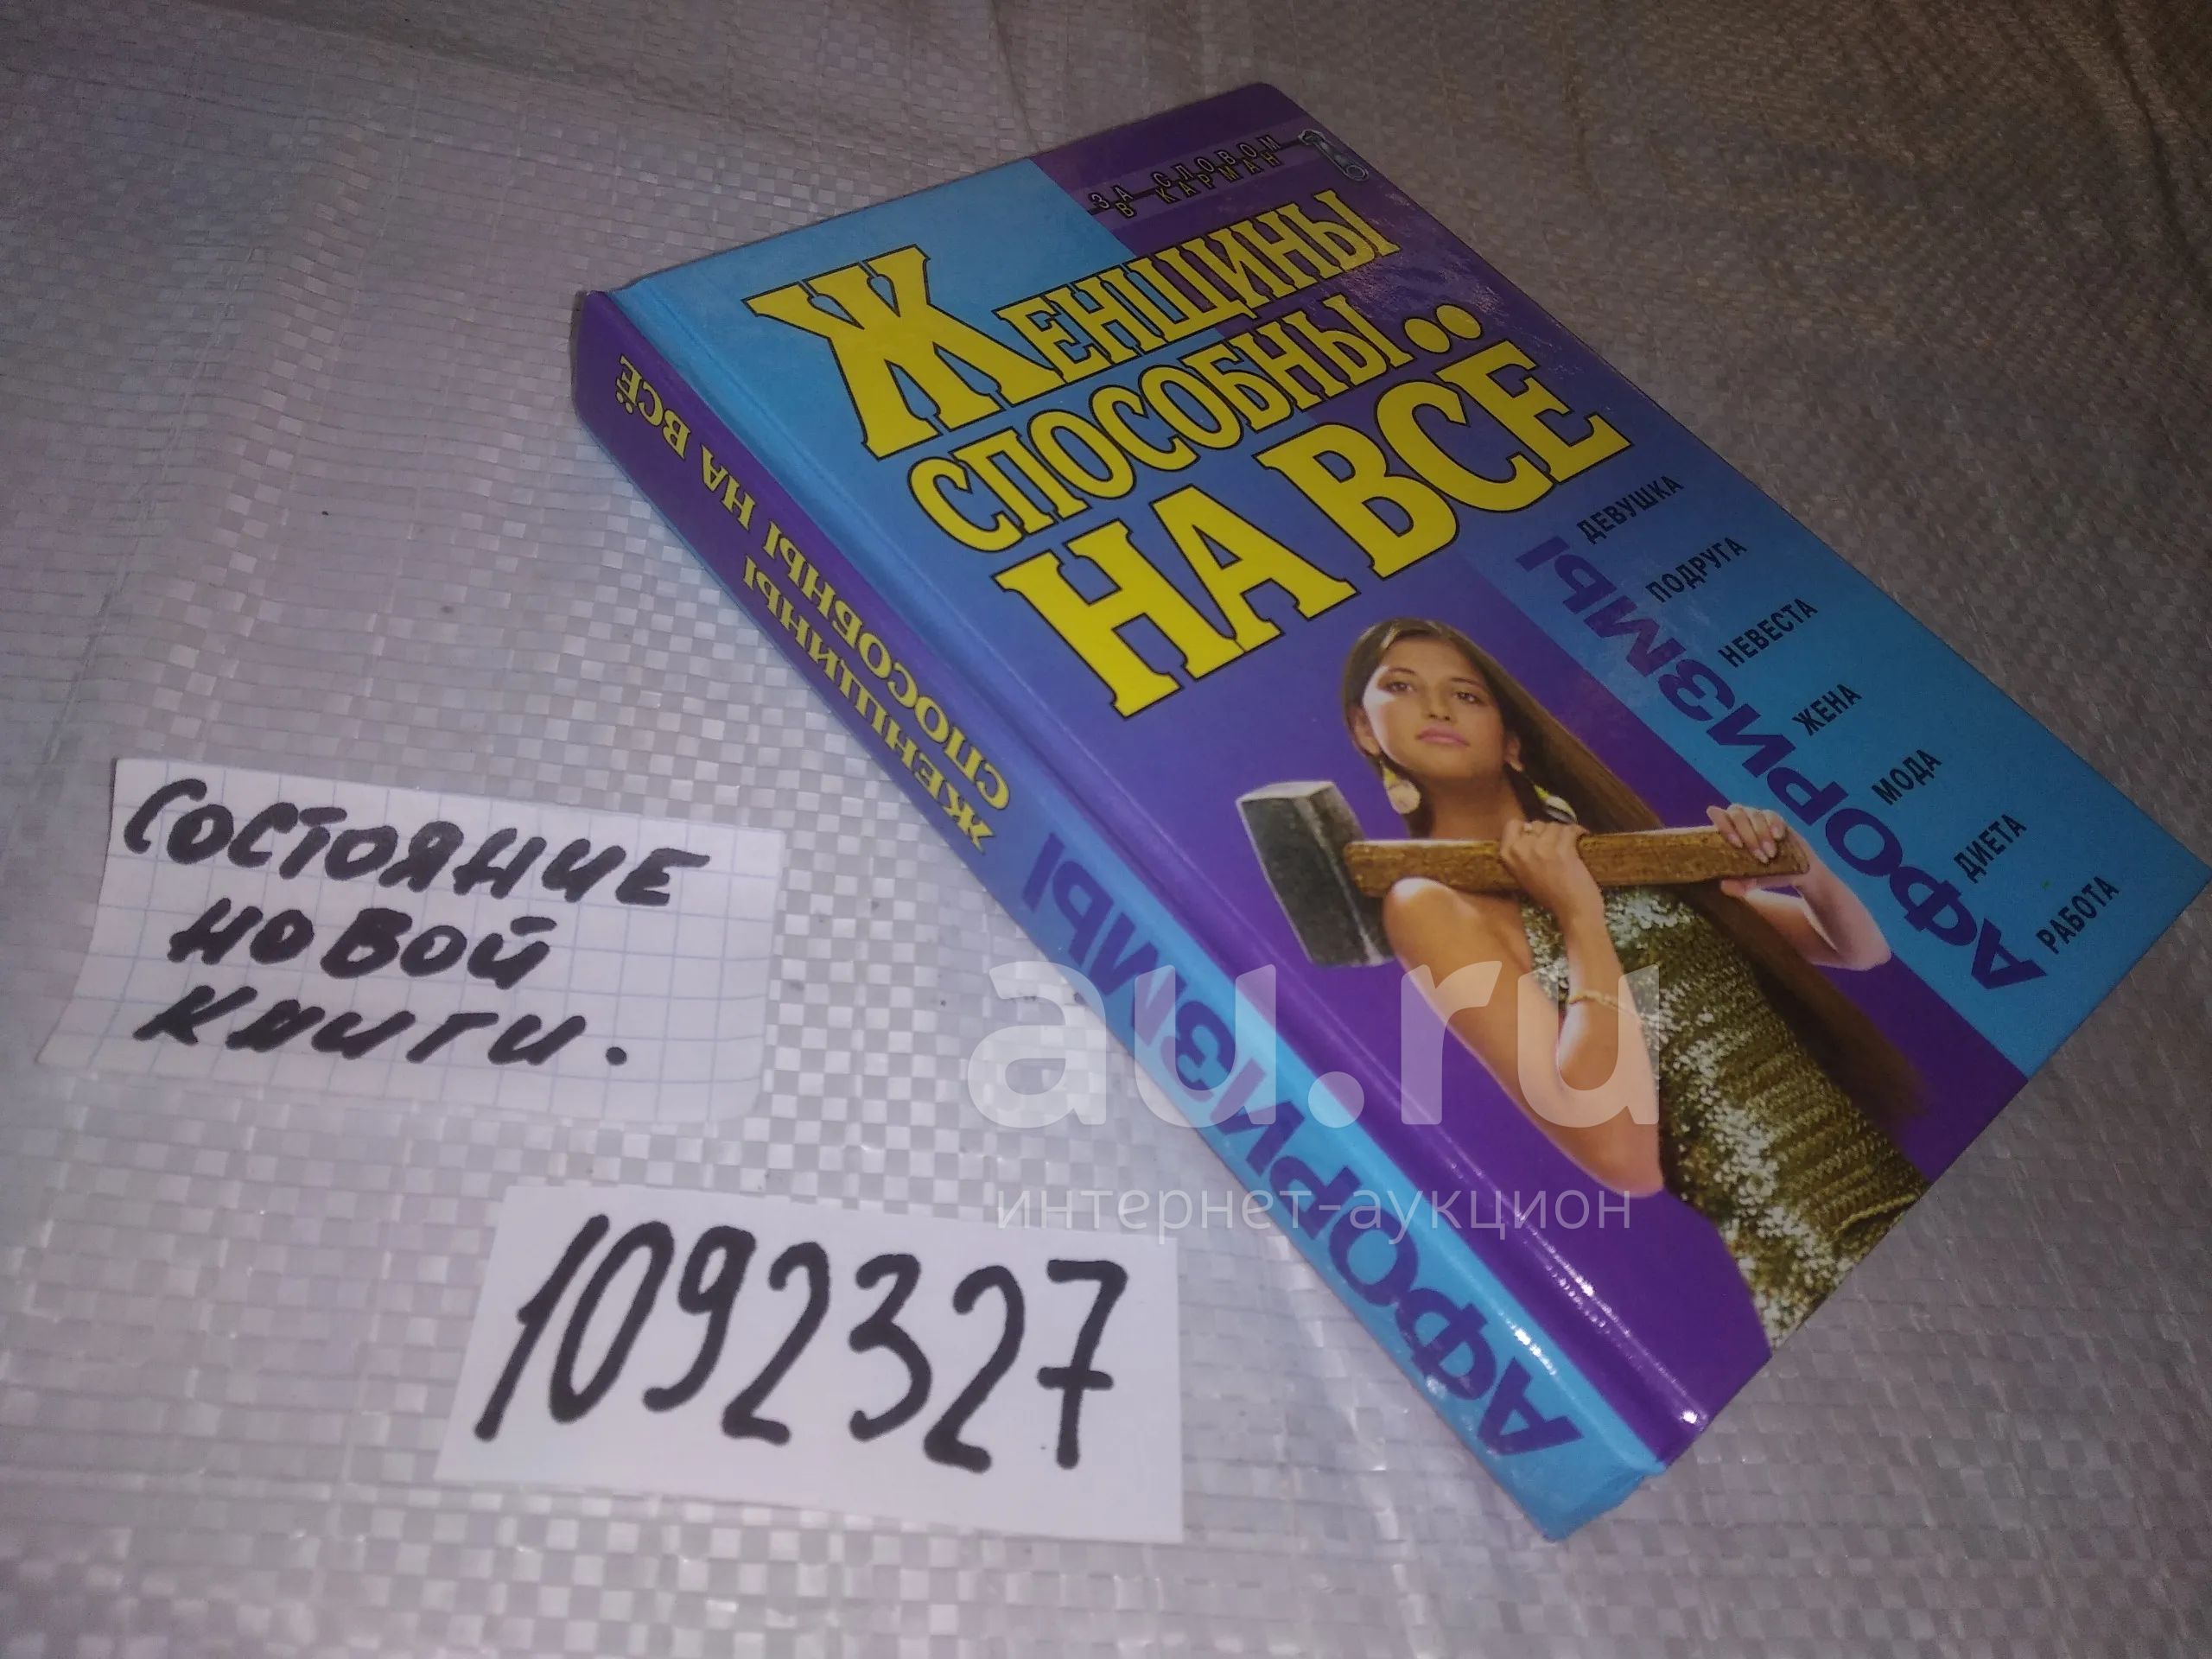 ЗА СЛОВОМ
В КАРМАН
ЖЕНЩИНЫ
СПОСОБНЫ..
НА ВСЕ
ДЕВУШКА
ПОДРУГА
НЕВЕСТА
ЖЕНА
МОДА
ДИЕТА
РАБОТА
АФОРИЗМЫ
ЖЕНЩИНЫ
СПОСОБНЫ НА ВСЁ
АФОРИЗМЫ
СОСТОЯНИЕ
НОВОЙ
КНИГИ.
1092327
au.ru
интернет-аукцион